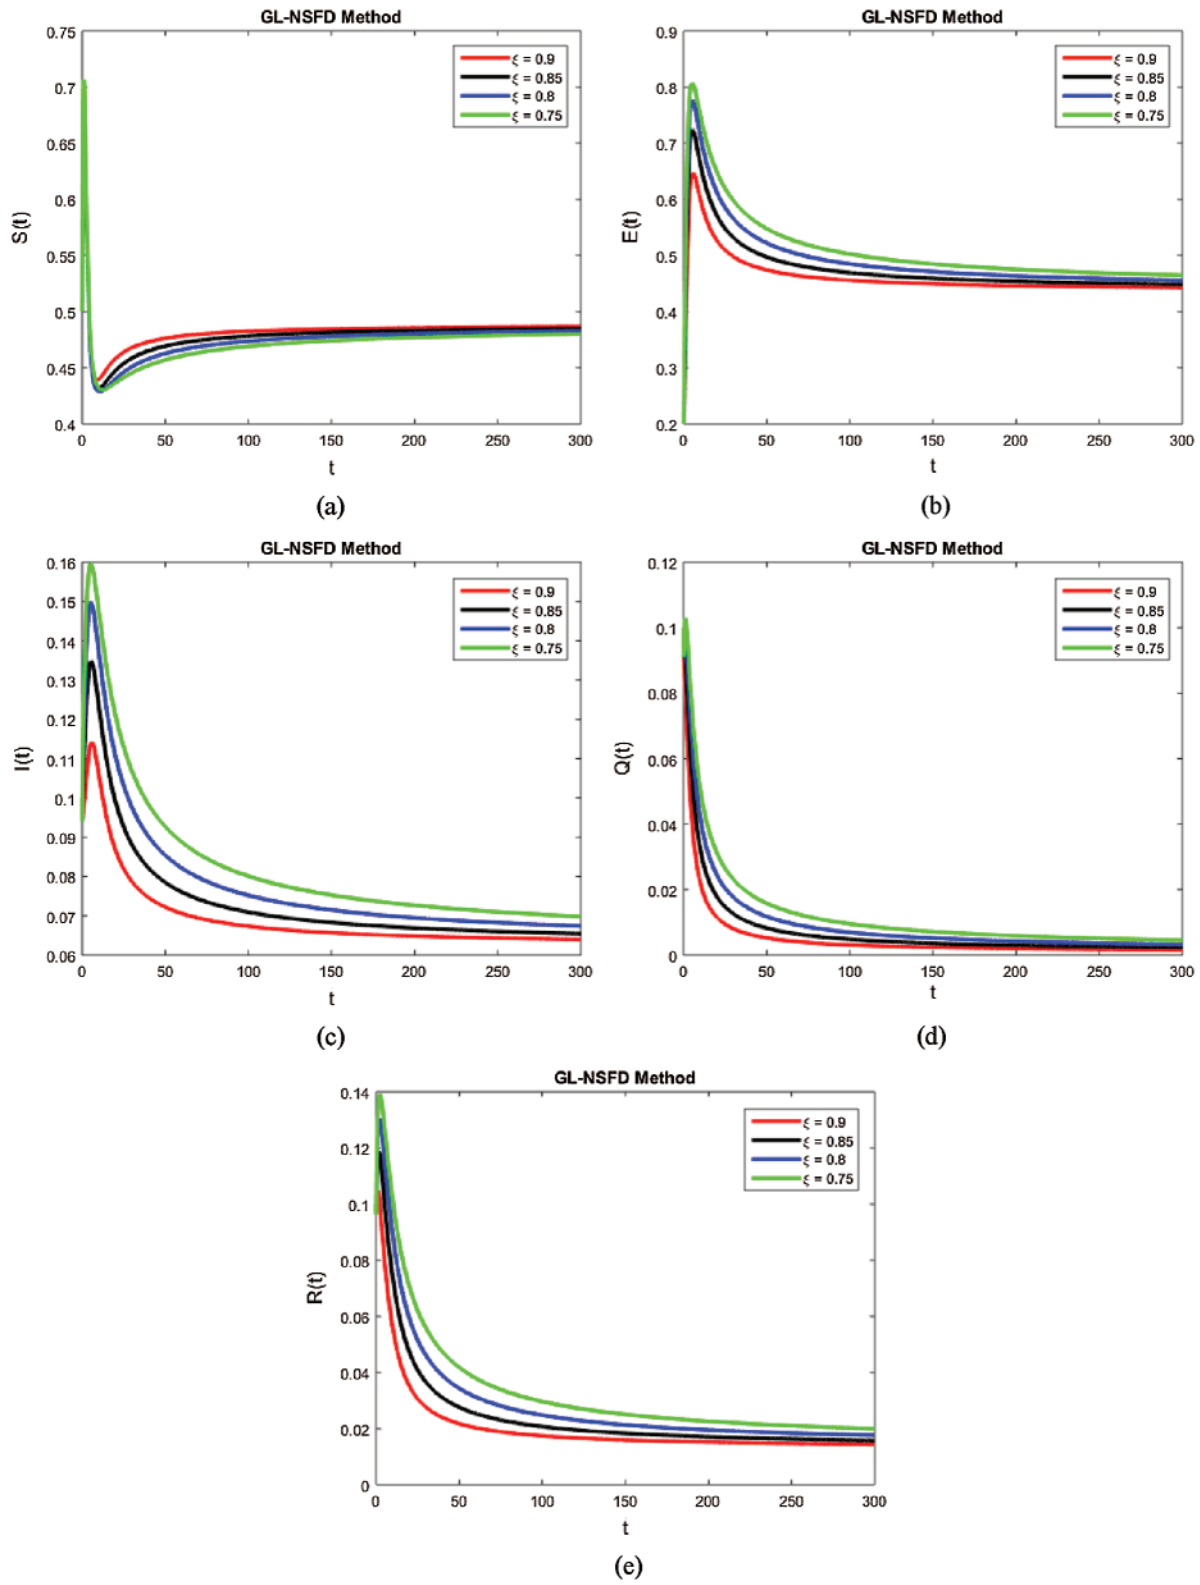 GL-NSFD Method
0.75
0.7
0.65
0.6
0.55
0.5
0.45
0.4
S(t)
ξ = 0.9
ξ = 0.85
ξ = 0.8
ξ = 0.75
0 50 100 150 200 250 300
t
(a)
GL-NSFD Method
0.9
0.8
0.7
0.6
0.5
0.4
0.3
0.2
E(t)
ξ = 0.9
ξ = 0.85
ξ = 0.8
ξ = 0.75
0 50 100 150 200 250 300
t
(b)
GL-NSFD Method
0.16
0.15
0.14
0.13
0.12
0.11
0.1
0.09
0.08
0.07
0.06
I(t)
ξ = 0.9
ξ = 0.85
ξ = 0.8
ξ = 0.75
0 50 100 150 200 250 300
t
(c)
GL-NSFD Method
0.12
0.1
0.08
0.06
0.04
0.02
0
Q(t)
ξ = 0.9
ξ = 0.85
ξ = 0.8
ξ = 0.75
0 50 100 150 200 250 300
t
(d)
GL-NSFD Method
0.14
0.12
0.1
0.08
0.06
0.04
0.02
0
R(t)
ξ = 0.9
ξ = 0.85
ξ = 0.8
ξ = 0.75
0 50 100 150 200 250 300
t
(e)